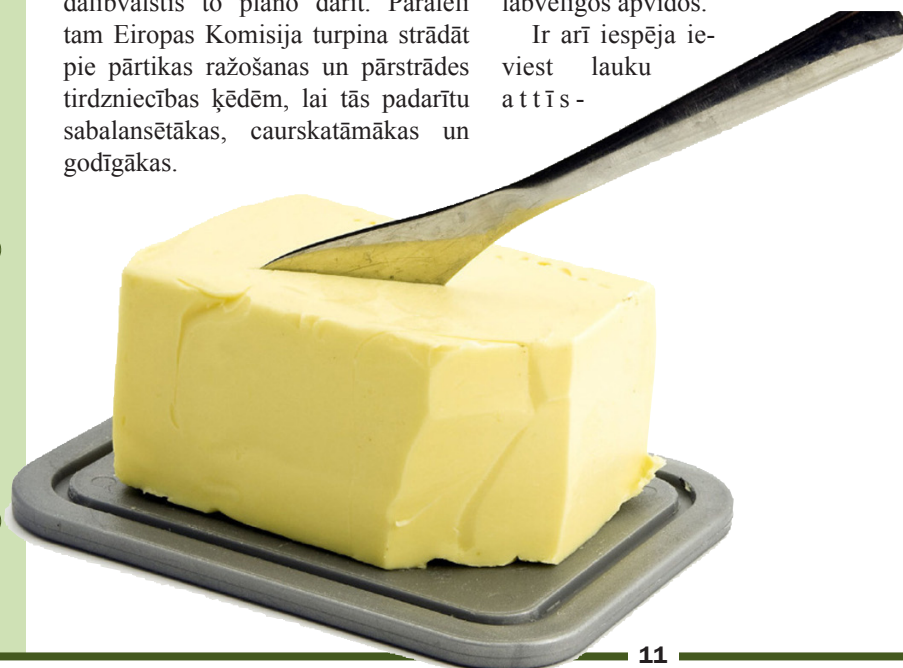 dalībvalstis to plāno darīt. Paralēli
tam Eiropas Komisija turpina strādāt
pie pārtikas ražošanas un pārstrādes
tirdzniecības ķēdēm, lai tās padarītu
sabalansētākas, caurskatāmākas un
godīgākas.
labvēlīgos apvidos.
Ir arī iespēja ie-
viest lauku
attīs-
11